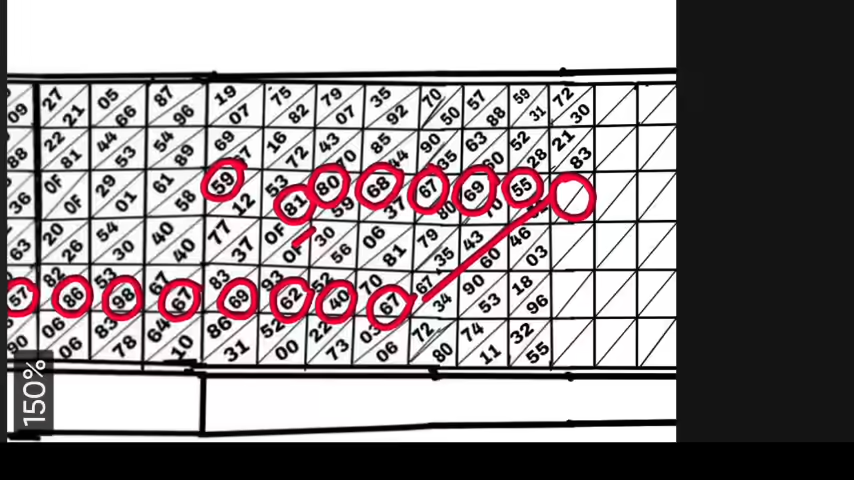 09 27 21 05 66 87 96 19 07 75 82 79 07 35 92 70 50 57 88 59 31 72 30
88 22 81 44 53 54 89 69 67 16 72 43 70 85 44 90 35 63 60 52 28 21 83
36 0F 0F 29 01 61 58 59 12 53 81 80 59 68 37 67 80 69 70 55
63 20 26 54 30 40 40 77 37 0F 0F 30 56 06 81 79 35 43 60 46 03
57 82 86 53 98 67 67 83 69 93 62 52 40 70 67 67 34 90 53 18 96
90 06 06 83 78 64 10 86 31 52 00 22 73 03 06 72 80 74 11 32 55
150%